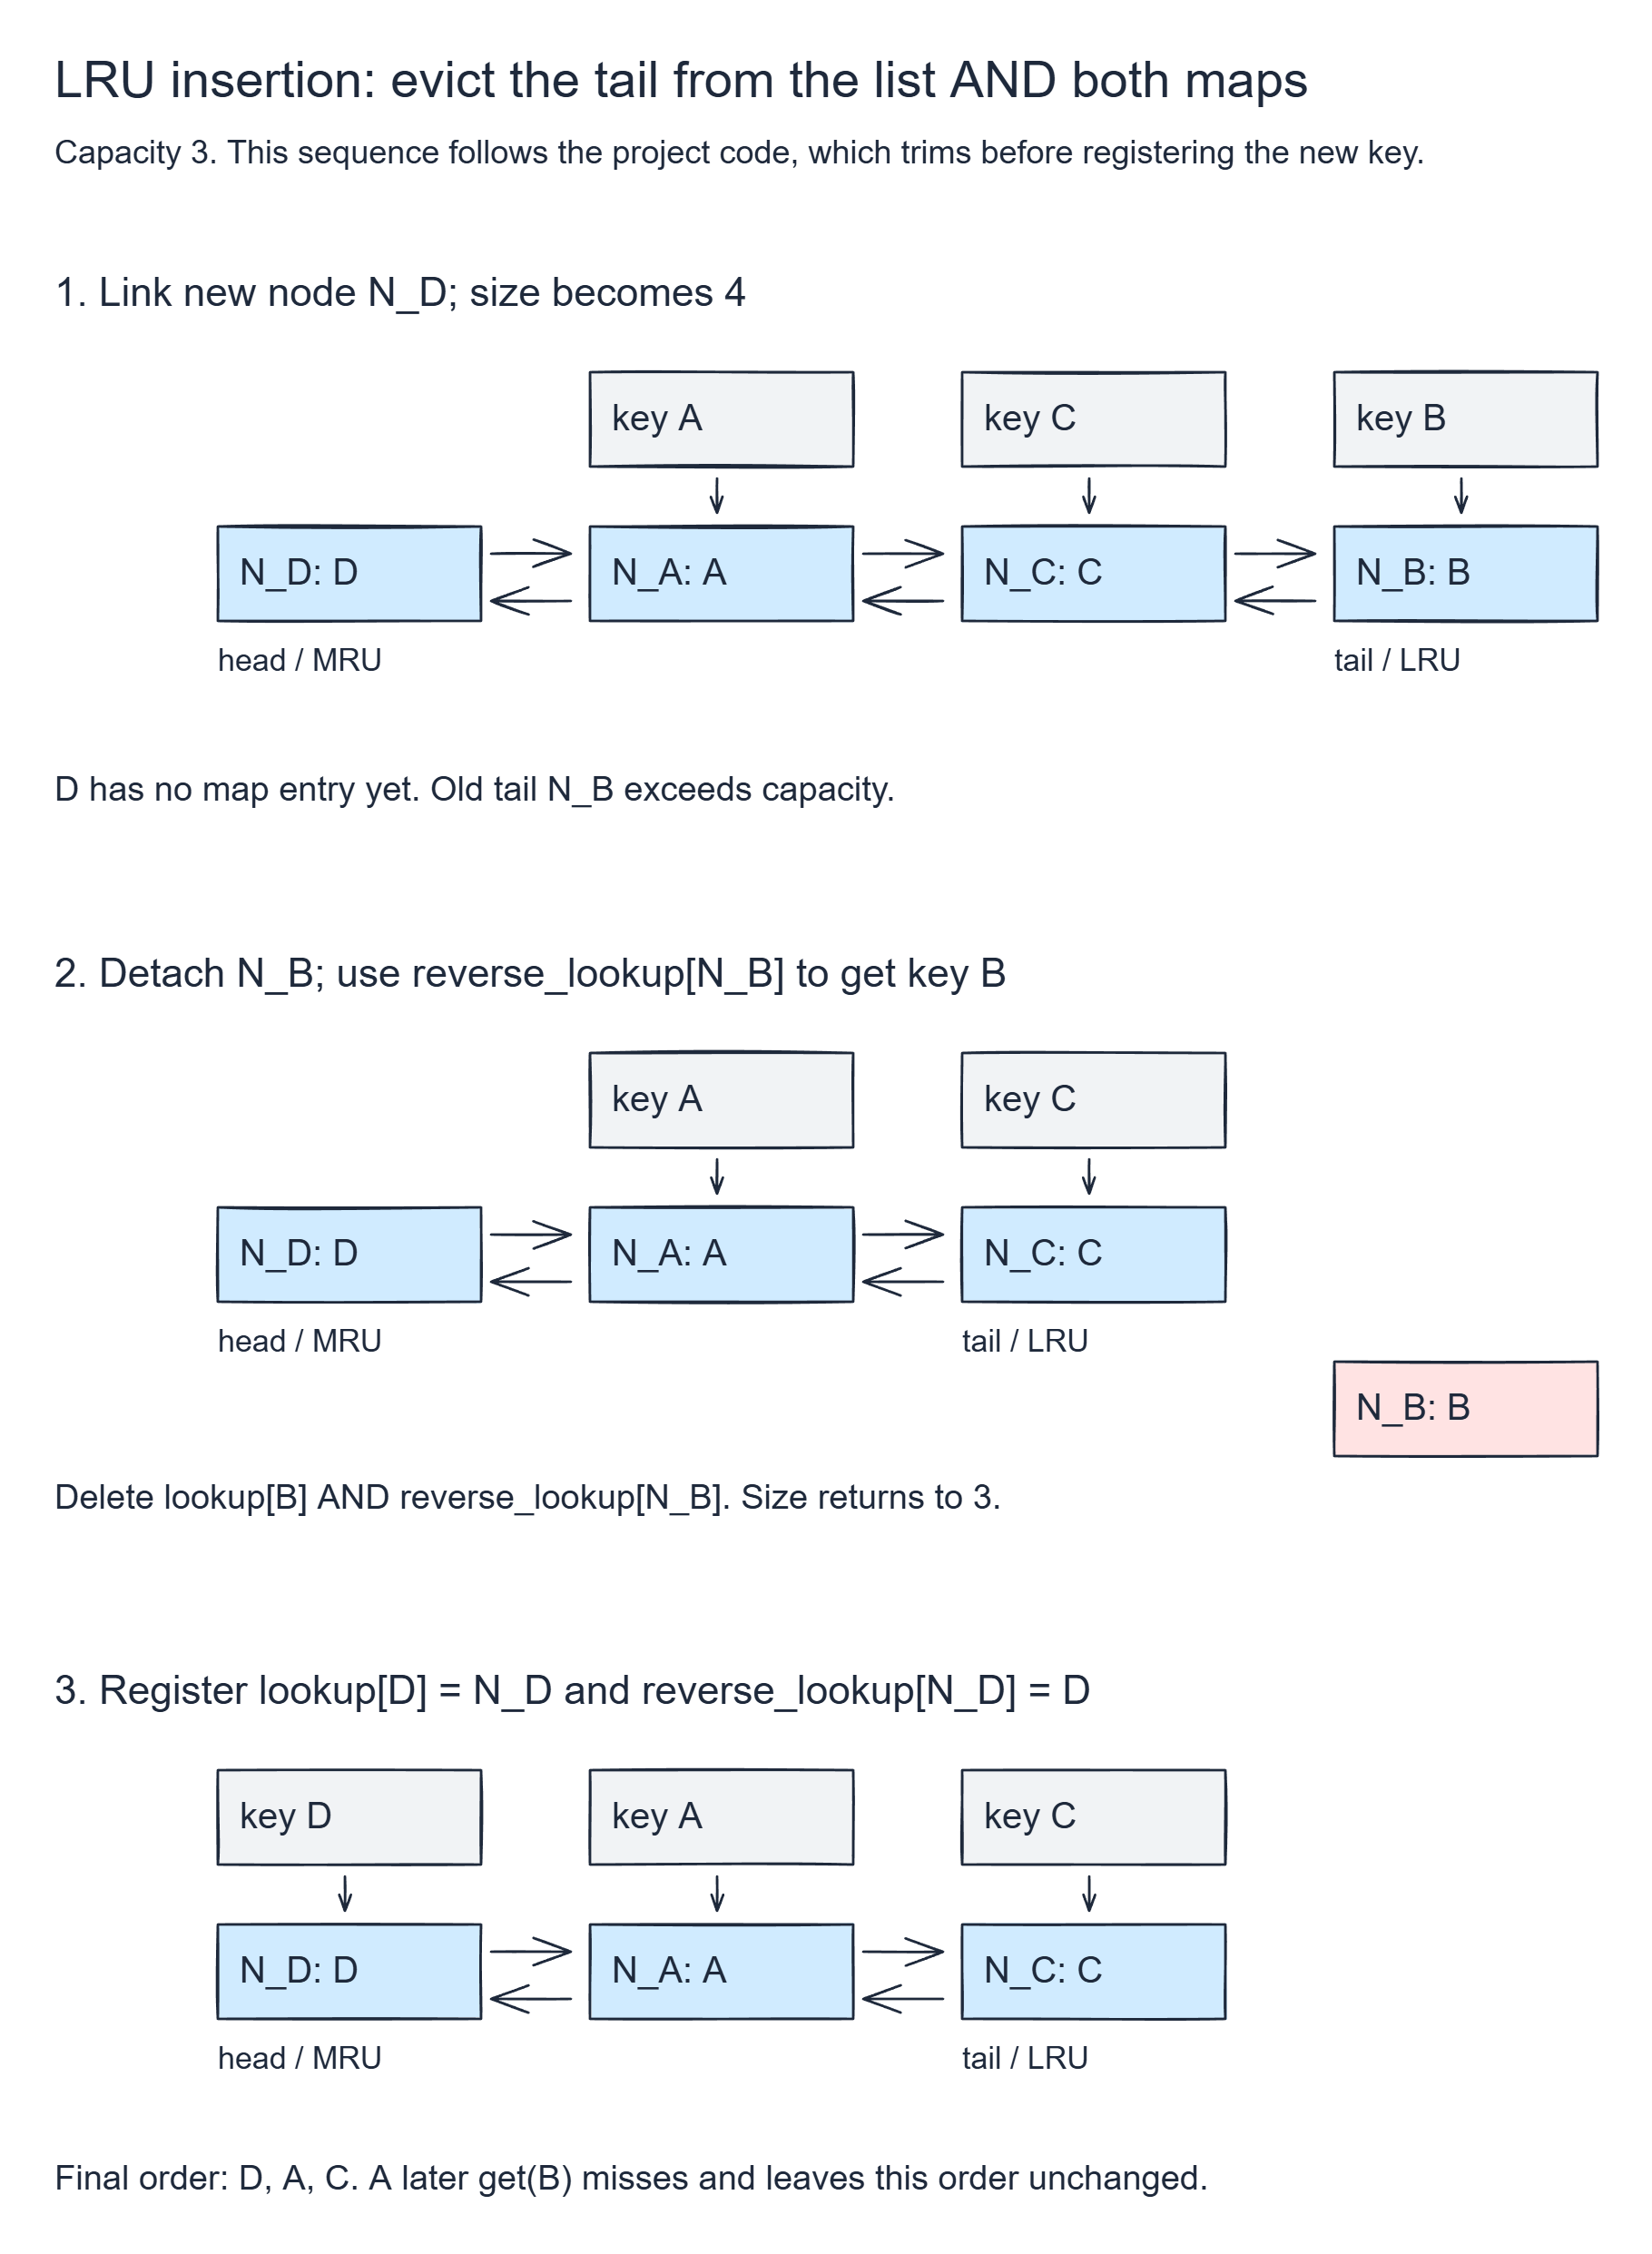 LRU insertion: evict the tail from the list AND both maps
Capacity 3. This sequence follows the project code, which trims before registering the new key.
1. Link new node N_D; size becomes 4
key A
key C
key B
N_D: D
N_A: A
N_C: C
N_B: B
head / MRU
tail / LRU
D has no map entry yet. Old tail N_B exceeds capacity.
2. Detach N_B; use reverse_lookup[N_B] to get key B
key A
key C
N_D: D
N_A: A
N_C: C
head / MRU
tail / LRU
N_B: B
Delete lookup[B] AND reverse_lookup[N_B]. Size returns to 3.
3. Register lookup[D] = N_D and reverse_lookup[N_D] = D
key D
key A
key C
N_D: D
N_A: A
N_C: C
head / MRU
tail / LRU
Final order: D, A, C. A later get(B) misses and leaves this order unchanged.